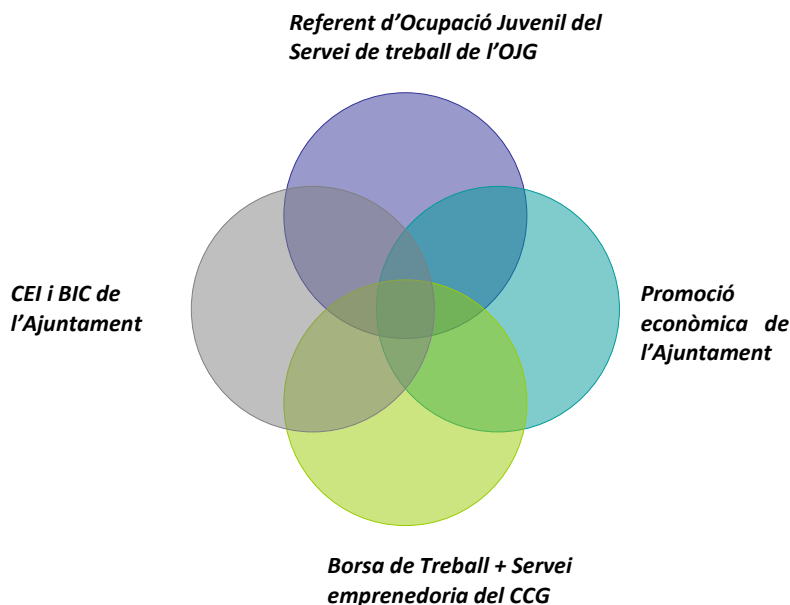 Referent d’Ocupació Juvenil del
Servei de treball de l’OJG
CEI i BIC de
l’Ajuntament
Promoció
econòmica de
l’Ajuntament
Borsa de Treball + Servei
emprenedoria del CCG